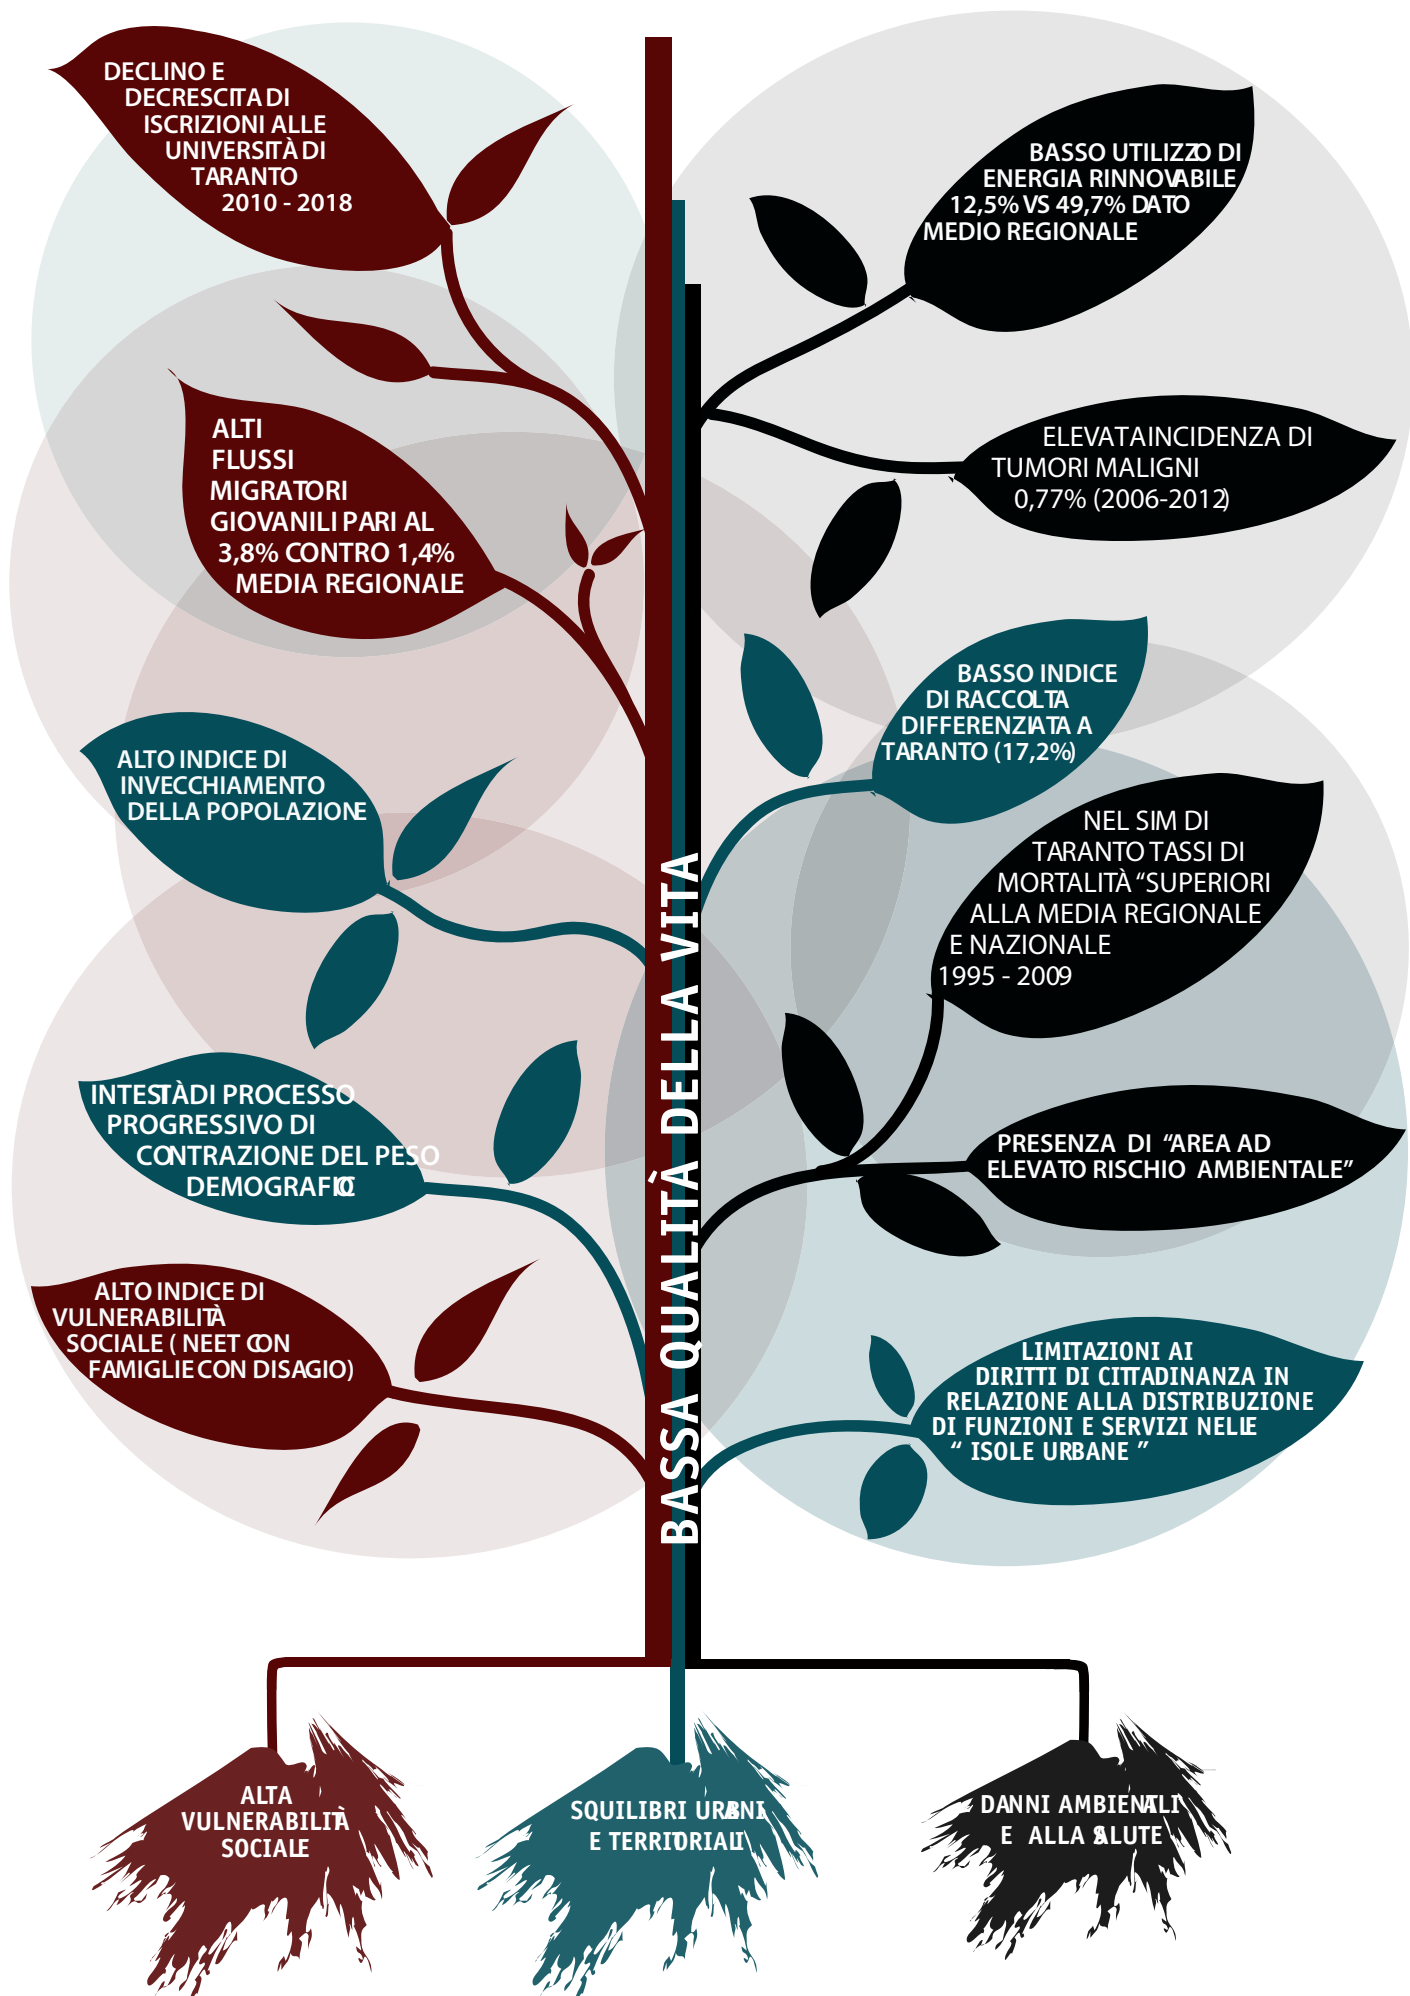 DECLINO E
DECRESCITA DI
ISCRIZIONI ALLE
UNIVERSITÀ DI
TARANTO
2010 - 2018
ALTI
FLUSSI
MIGRATORI
GIOVANILI PARI AL
3,8% CONTRO 1,4%
MEDIA REGIONALE
ALTO INDICE DI
INVECCHIAMENTO
DELLA POPOLAZIONE
INTESITÀ DI PROCESSO
PROGRESSIVO DI
CONTRAZIONE DEL PESO
DEMOGRAFICO
ALTO INDICE DI
VULNERABILITÀ
SOCIALE ( NEET CON
FAMIGLIE CON DISAGIO)
BASSA QUALITÀ DELLA VITA
BASSO UTILIZZO DI
ENERGIA RINNOVABILE
12,5% VS 49,7% DATO
MEDIO REGIONALE
ELEVATA INCIDENZA DI
TUMORI MALIGNI
0,77% (2006-2012)
BASSO INDICE
DI RACCOLTA
DIFFERENZIATA A
TARANTO (17,2%)
NEL SIM DI
TARANTO TASSI DI
MORTALITÀ “SUPERIORI
ALLA MEDIA REGIONALE
E NAZIONALE
1995 - 2009
PRESENZA DI “AREA AD
ELEVATO RISCHIO AMBIENTALE”
LIMITAZIONI AI
DIRITTI DI CITTADINANZA IN
RELAZIONE ALLA DISTRIBUZIONE
DI FUNZIONI E SERVIZI NELLE
“ ISOLE URBANE ”
ALTA
VULNERABILITÀ
SOCIALE
SQUILIBRI URBANI
E TERRITORIALI
DANNI AMBIENTALI
E ALLA SALUTE